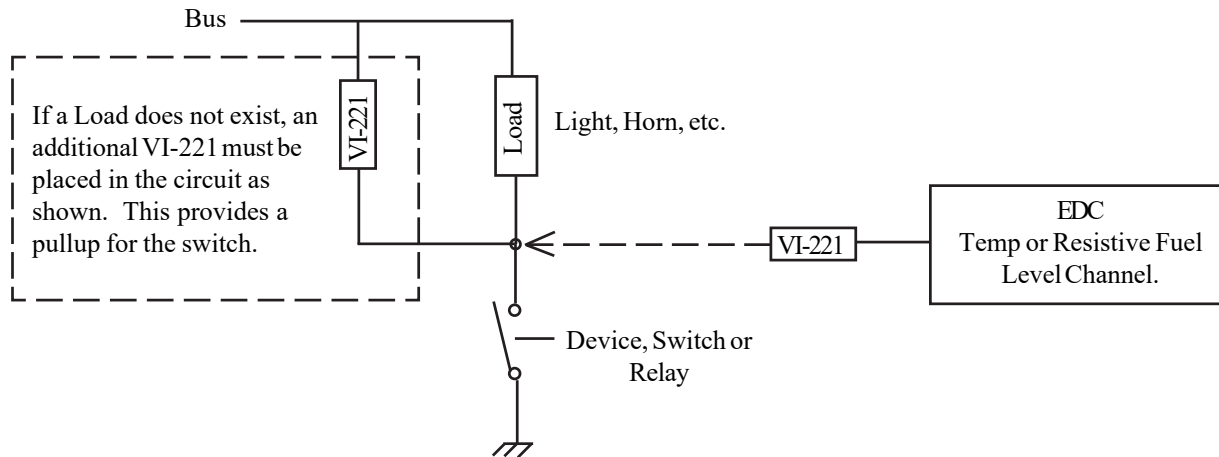 Bus
If a Load does not exist, an
additional VI-221 must be
placed in the circuit as
shown. This provides a
pullup for the switch.
VI-221
Load
Light, Horn, etc.
VI-221
EDC
Temp or Resistive Fuel
Level Channel.
Device, Switch or
Relay